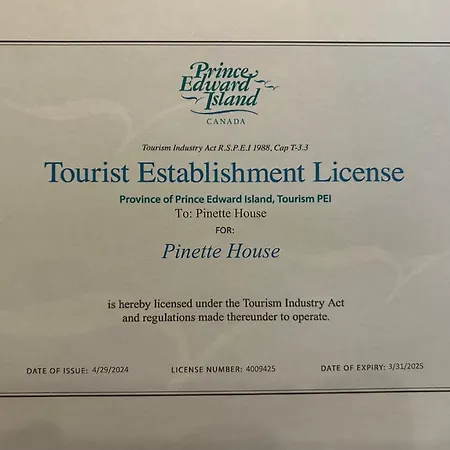 Prince
Edward
Island
CANADA
Tourism Industry Act R.S.P.E.I 1988, Cap T-3.3
Tourist Establishment License
Province of Prince Edward Island, Tourism PEI
To: Pinette House
FOR:
Pinette House
is hereby licensed under the Tourism Industry Act
and regulations made thereunder to operate.
DATE OF ISSUE: 4/29/2024 LICENSE NUMBER: 4009425 DATE OF EXPIRY: 3/31/2025